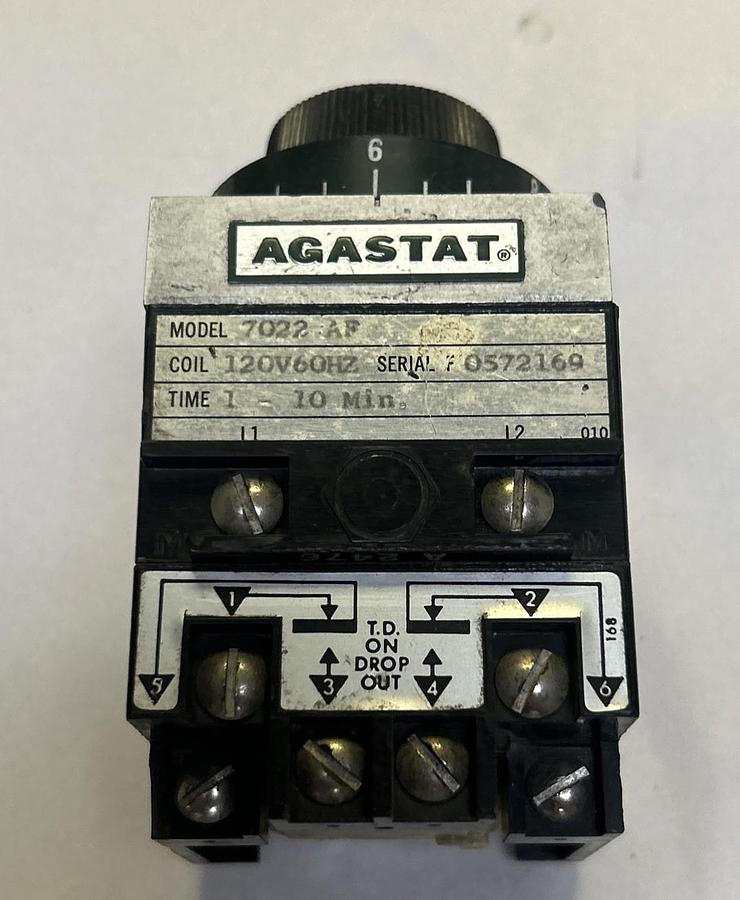 6
AGASTAT®
MODEL 7022 AF
COIL 120V60HZ SERIAL # 0572169
TIME 1 - 10 Min.
L1 L2 010
1 2
T.D.
ON
DROP
OUT
168
5 3 4 6